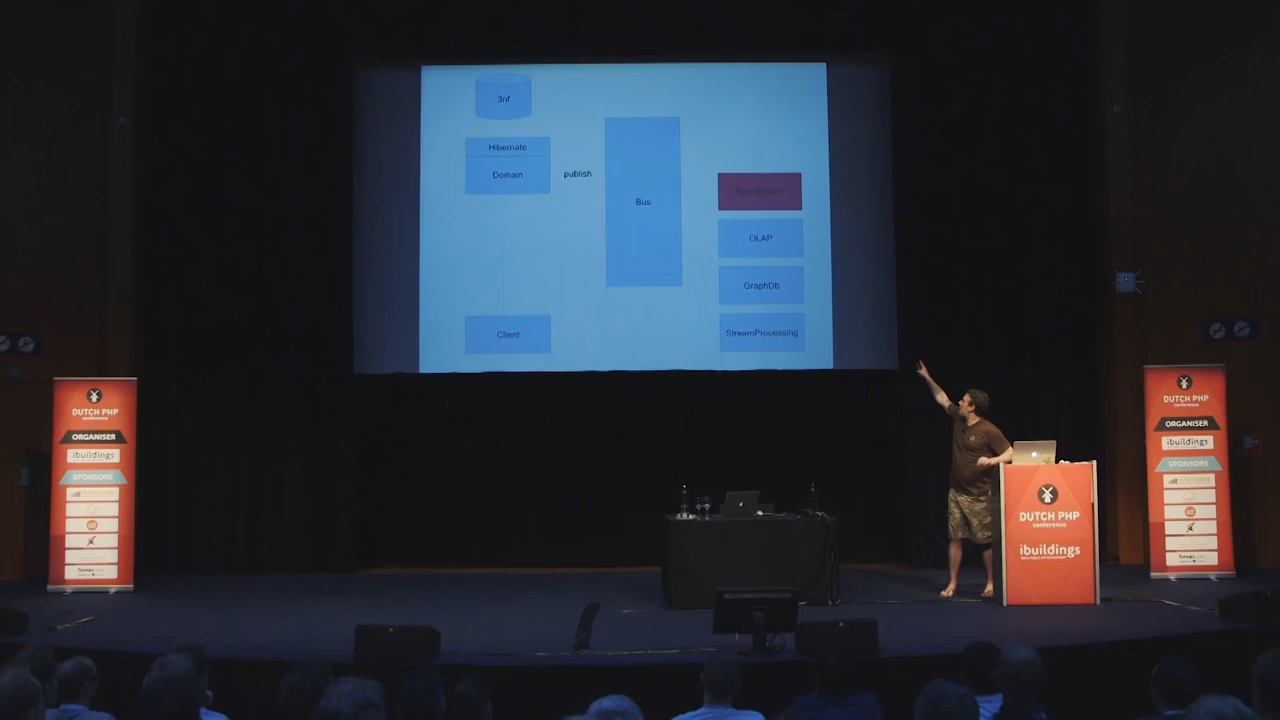 3nf
Hibernate
Domain
publish
Bus
OLAP
GraphDb
StreamProcessing
Client
DUTCH PHP
conference
ORGANISER
ibuildings
SPONSORS
DUTCH PHP
conference
ibuildings
DUTCH PHP
conference
ORGANISER
ibuildings
SPONSORS